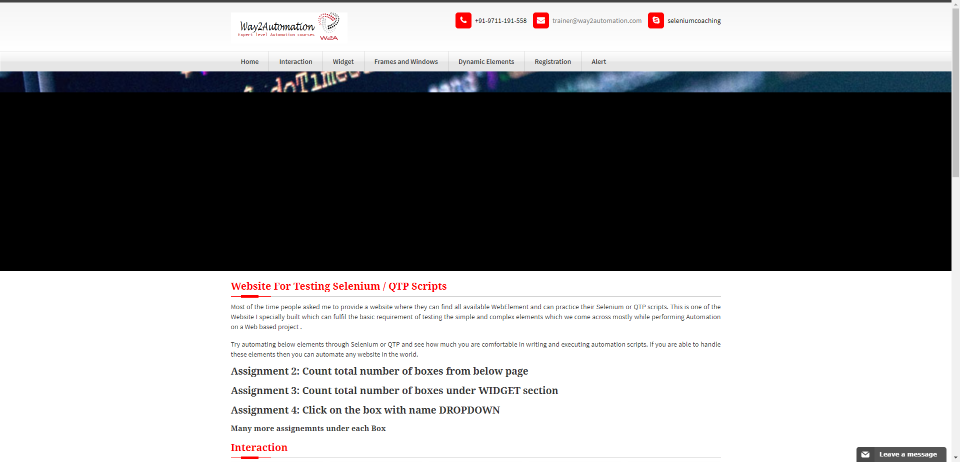 Way2Automation
Expert level Automation courses
W2A
+91-9711-191-558
trainer@way2automation.com
seleniumcoaching
Home
Interaction
Widget
Frames and Windows
Dynamic Elements
Registration
Alert
Website For Testing Selenium / QTP Scripts
Most of the time people asked me to provide a website where they can find all available WebElement and can practice their Selenium or QTP scripts. This is one of the
Website I specially built which can fulfil the basic requirement of testing the simple and complex elements which we come across mostly while performing Automation
on a Web based project .
Try automating below elements through Selenium or QTP and see how much you are comfortable in writing and executing automation scripts. If you are able to handle
these elements then you can automate any website in the world.
Assignment 2: Count total number of boxes from below page
Assignment 3: Count total number of boxes under WIDGET section
Assignment 4: Click on the box with name DROPDOWN
Many more assignemnts under each Box
Interaction
Leave a message